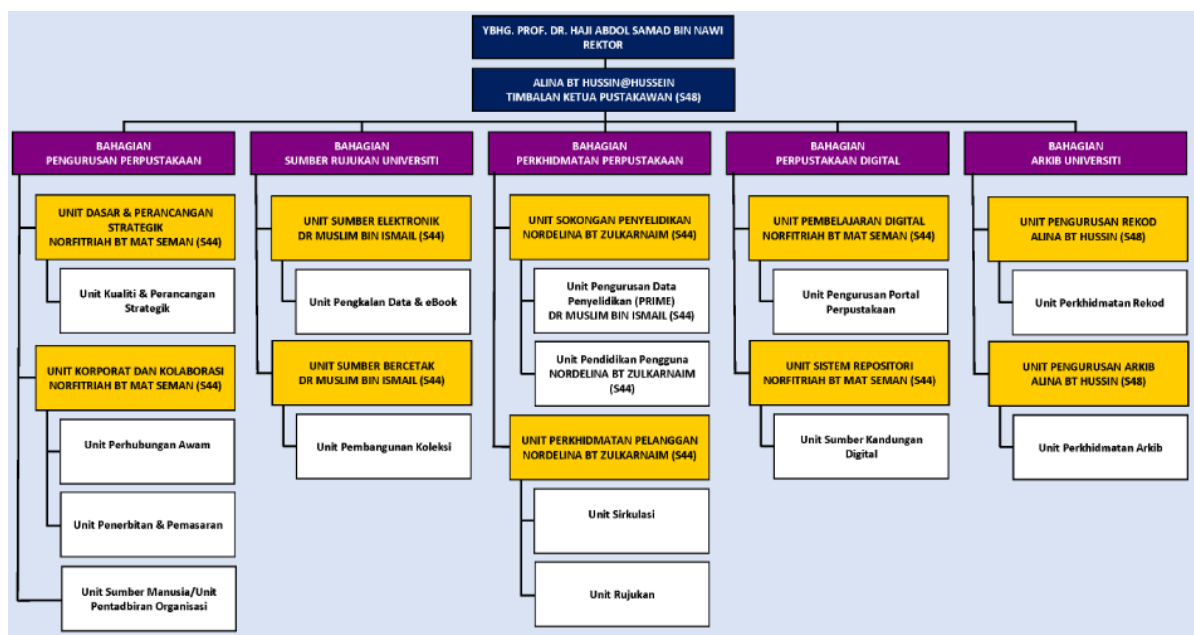 YBHG. PROF. DR. HAJI ABDOL SAMAD BIN NAWI
REKTOR
ALINA BT HUSSIN@HUSSEIN
TIMBALAN KETUA PUSTAKAWAN (S48)
BAHAGIAN
PENGURUSAN PERPUSTAKAAN
UNIT DASAR & PERANCANGAN
STRATEGIK
NORFITRIAH BT MAT SEMAN (S44)
Unit Kualiti & Perancangan
Strategik
UNIT KORPORAT DAN KOLABORASI
NORFITRIAH BT MAT SEMAN (S44)
Unit Perhubungan Awam
Unit Penerbitan & Pemasaran
Unit Sumber Manusia/Unit
Pentadbiran Organisasi
BAHAGIAN
SUMBER RUJUKAN UNIVERSITI
UNIT SUMBER ELEKTRONIK
DR MUSLIM BIN ISMAIL (S44)
Unit Pengkalan Data & eBook
UNIT SUMBER BERCETAK
DR MUSLIM BIN ISMAIL (S44)
Unit Pembangunan Koleksi
BAHAGIAN
PERKHIDMATAN PERPUSTAKAAN
UNIT SOKONGAN PENYELIDIKAN
NORDELINA BT ZULKARNAIM (S44)
Unit Pengurusan Data
Penyelidikan (PRIME)
DR MUSLIM BIN ISMAIL (S44)
Unit Pendidikan Pengguna
NORDELINA BT ZULKARNAIM
(S44)
UNIT PERKHIDMATAN PELANGGAN
NORDELINA BT ZULKARNAIM (S44)
Unit Sirkulasi
Unit Rujukan
BAHAGIAN
PERPUSTAKAAN DIGITAL
UNIT PEMBELAJARAN DIGITAL
NORFITRIAH BT MAT SEMAN (S44)
Unit Pengurusan Portal
Perpustakaan
UNIT SISTEM REPOSITORI
NORFITRIAH BT MAT SEMAN (S44)
Unit Sumber Kandungan
Digital
BAHAGIAN
ARKIB UNIVERSITI
UNIT PENGURUSAN REKOD
ALINA BT HUSSIN (S48)
Unit Perkhidmatan Rekod
UNIT PENGURUSAN ARKIB
ALINA BT HUSSIN (S48)
Unit Perkhidmatan Arkib